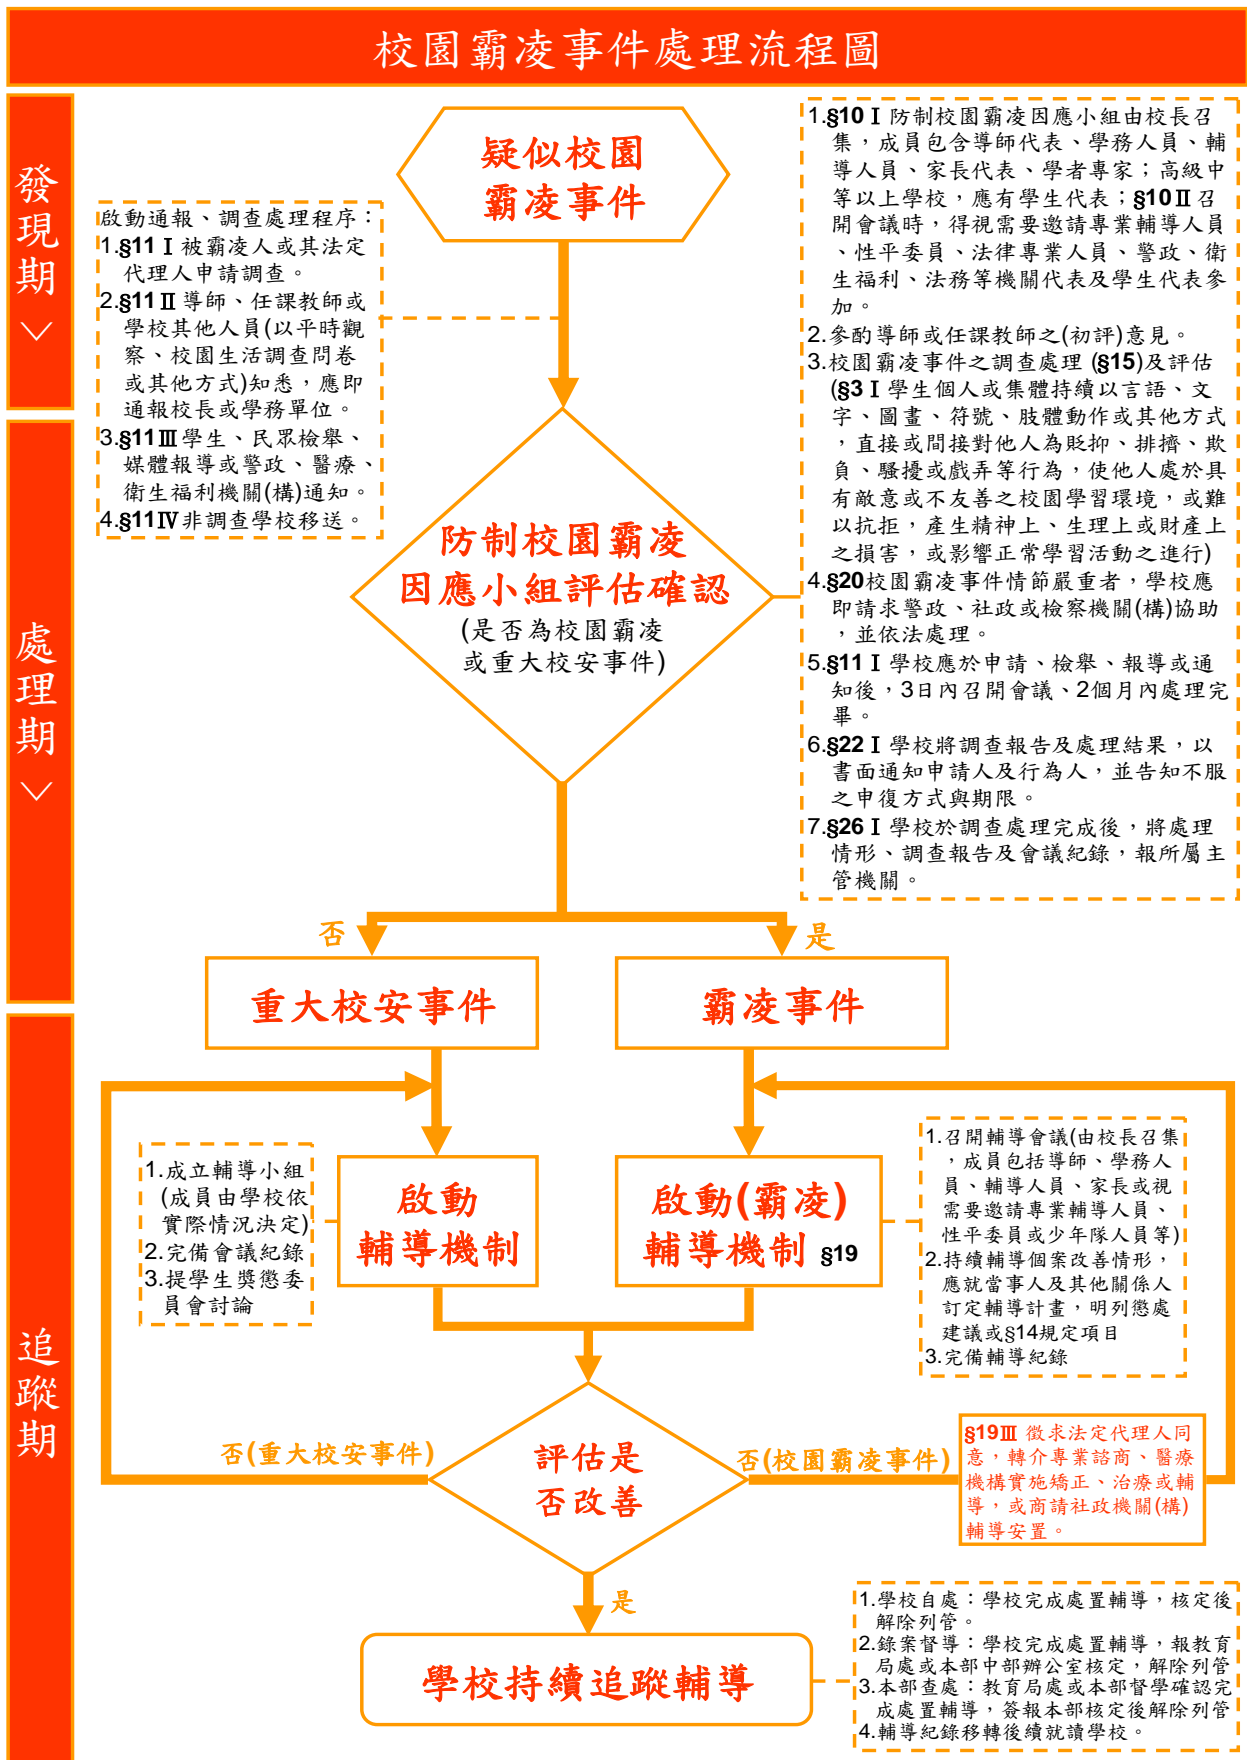 校園霸凌事件處理流程圖
發現期﹀
疑似校園
霸凌事件
啟動通報、調查處理程序：
1.§11Ⅰ被霸凌人或其法定
代理人申請調查。
2.§11Ⅱ導師、任課教師或
學校其他人員(以平時觀
察、校園生活調查問卷
或其他方式)知悉，應即
通報校長或學務單位。
3.§11Ⅲ學生、民眾檢舉、
媒體報導或警政、醫療、
衛生福利機關(構)通知。
4.§11Ⅳ非調查學校移送。
1.§10Ⅰ防制校園霸凌因應小組由校長召
集，成員包含導師代表、學務人員、輔
導人員、家長代表、學者專家；高級中
等以上學校，應有學生代表；§10Ⅱ召
開會議時，得視需要邀請專業輔導人員
、性平委員、法律專業人員、警政、衛
生福利、法務等機關代表及學生代表參
加。
2.參酌導師或任課教師之(初評)意見。
3.校園霸凌事件之調查處理 (§15)及評估
(§3Ⅰ學生個人或集體持續以言語、文
字、圖畫、符號、肢體動作或其他方式
，直接或間接對他人為貶抑、排擠、欺
負、騷擾或戲弄等行為，使他人處於具
有敵意或不友善之校園學習環境，或難
以抗拒，產生精神上、生理上或財產上
之損害，或影響正常學習活動之進行)
4.§20校園霸凌事件情節嚴重者，學校應
即請求警政、社政或檢察機關(構)協助
，並依法處理。
5.§11Ⅰ學校應於申請、檢舉、報導或通
知後，3日內召開會議、2個月內處理完
畢。
6.§22Ⅰ學校將調查報告及處理結果，以
書面通知申請人及行為人，並告知不服
之申復方式與期限。
7.§26Ⅰ學校於調查處理完成後，將處理
情形、調查報告及會議紀錄，報所屬主
管機關。
處理期﹀
防制校園霸凌
因應小組評估確認
(是否為校園霸凌
或重大校安事件)
否
是
重大校安事件
霸凌事件
追蹤期
1.成立輔導小組
(成員由學校依
實際情況決定)
2.完備會議紀錄
3.提學生獎懲委
員會討論
啟動
輔導機制
啟動(霸凌)
輔導機制 §19
1.召開輔導會議(由校長召集
，成員包括導師、學務人
員、輔導人員、家長或視
需要邀請專業輔導人員、
性平委員或少年隊人員等)
2.持續輔導個案改善情形，
應就當事人及其他關係人
訂定輔導計畫，明列懲處
建議或§14規定項目
3.完備輔導紀錄
否(重大校安事件)
評估是
否改善
否(校園霸凌事件)
§19Ⅲ 徵求法定代理人同
意，轉介專業諮商、醫療
機構實施矯正、治療或輔
導，或商請社政機關(構)
輔導安置。
是
學校持續追蹤輔導
1.學校自處：學校完成處置輔導，核定後
解除列管。
2.錄案督導：學校完成處置輔導，報教育
局處或本部中部辦公室核定，解除列管
3.本部查處：教育局處或本部督學確認完
成處置輔導，簽報本部核定後解除列管
4.輔導紀錄移轉後續就讀學校。